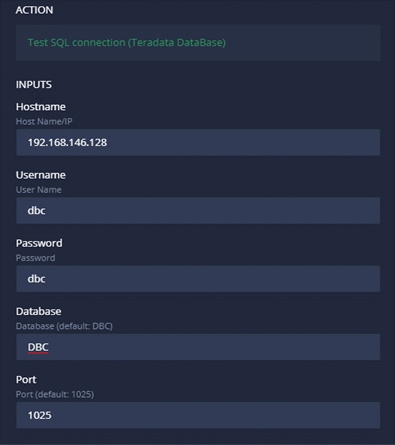 ACTION
Test SQL connection (Teradata DataBase)
INPUTS
Hostname
Host Name/IP
192.168.146.128
Username
User Name
dbc
Password
Password
dbc
Database
Database (default: DBC)
DBC
Port
Port (default: 1025)
1025